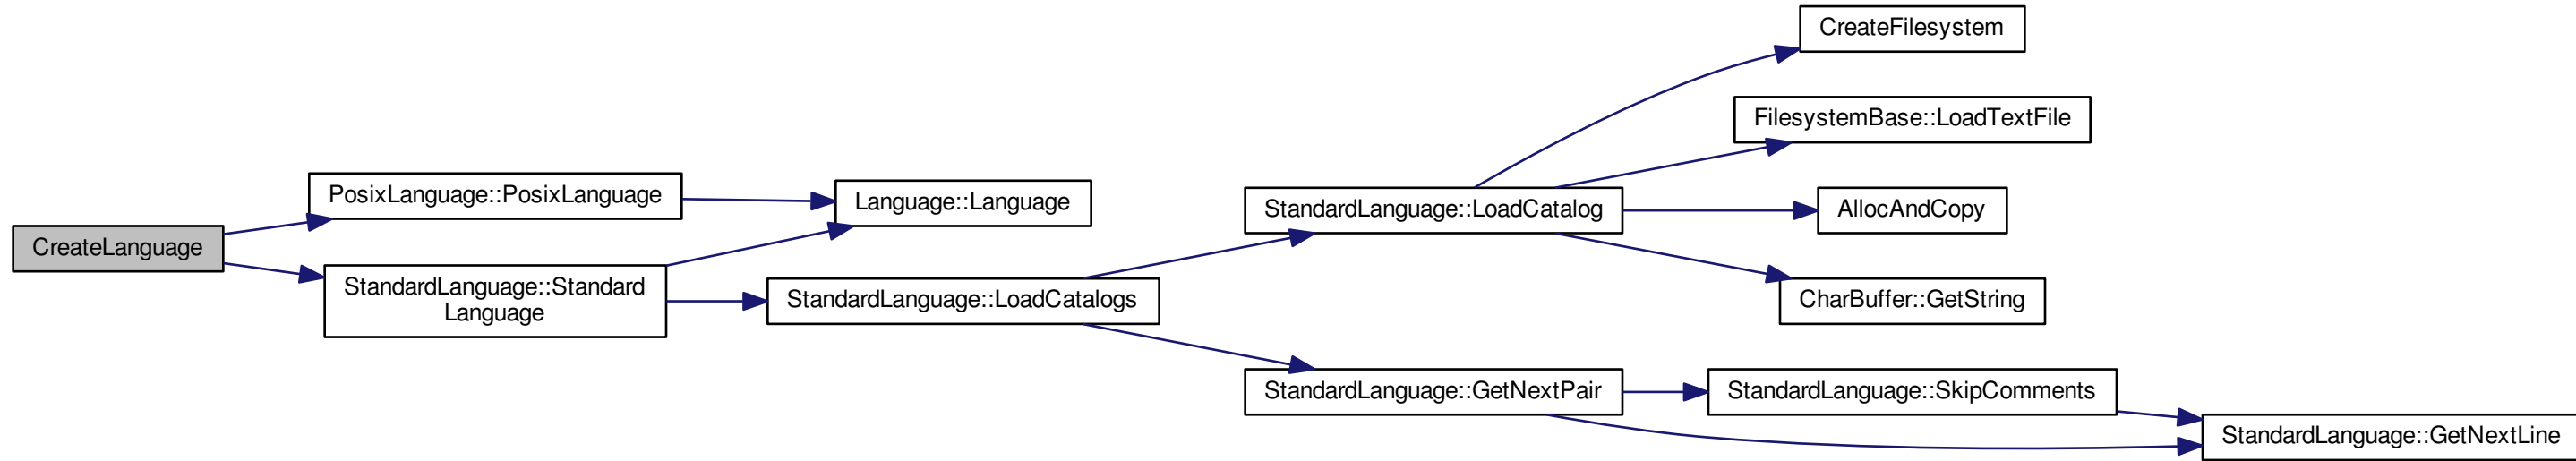 CreateLanguage
PosixLanguage::PosixLanguage
StandardLanguage::Standard
Language
Language::Language
StandardLanguage::LoadCatalogs
StandardLanguage::LoadCatalog
StandardLanguage::GetNextPair
CreateFilesystem
FilesystemBase::LoadTextFile
AllocAndCopy
CharBuffer::GetString
StandardLanguage::SkipComments
StandardLanguage::GetNextLine